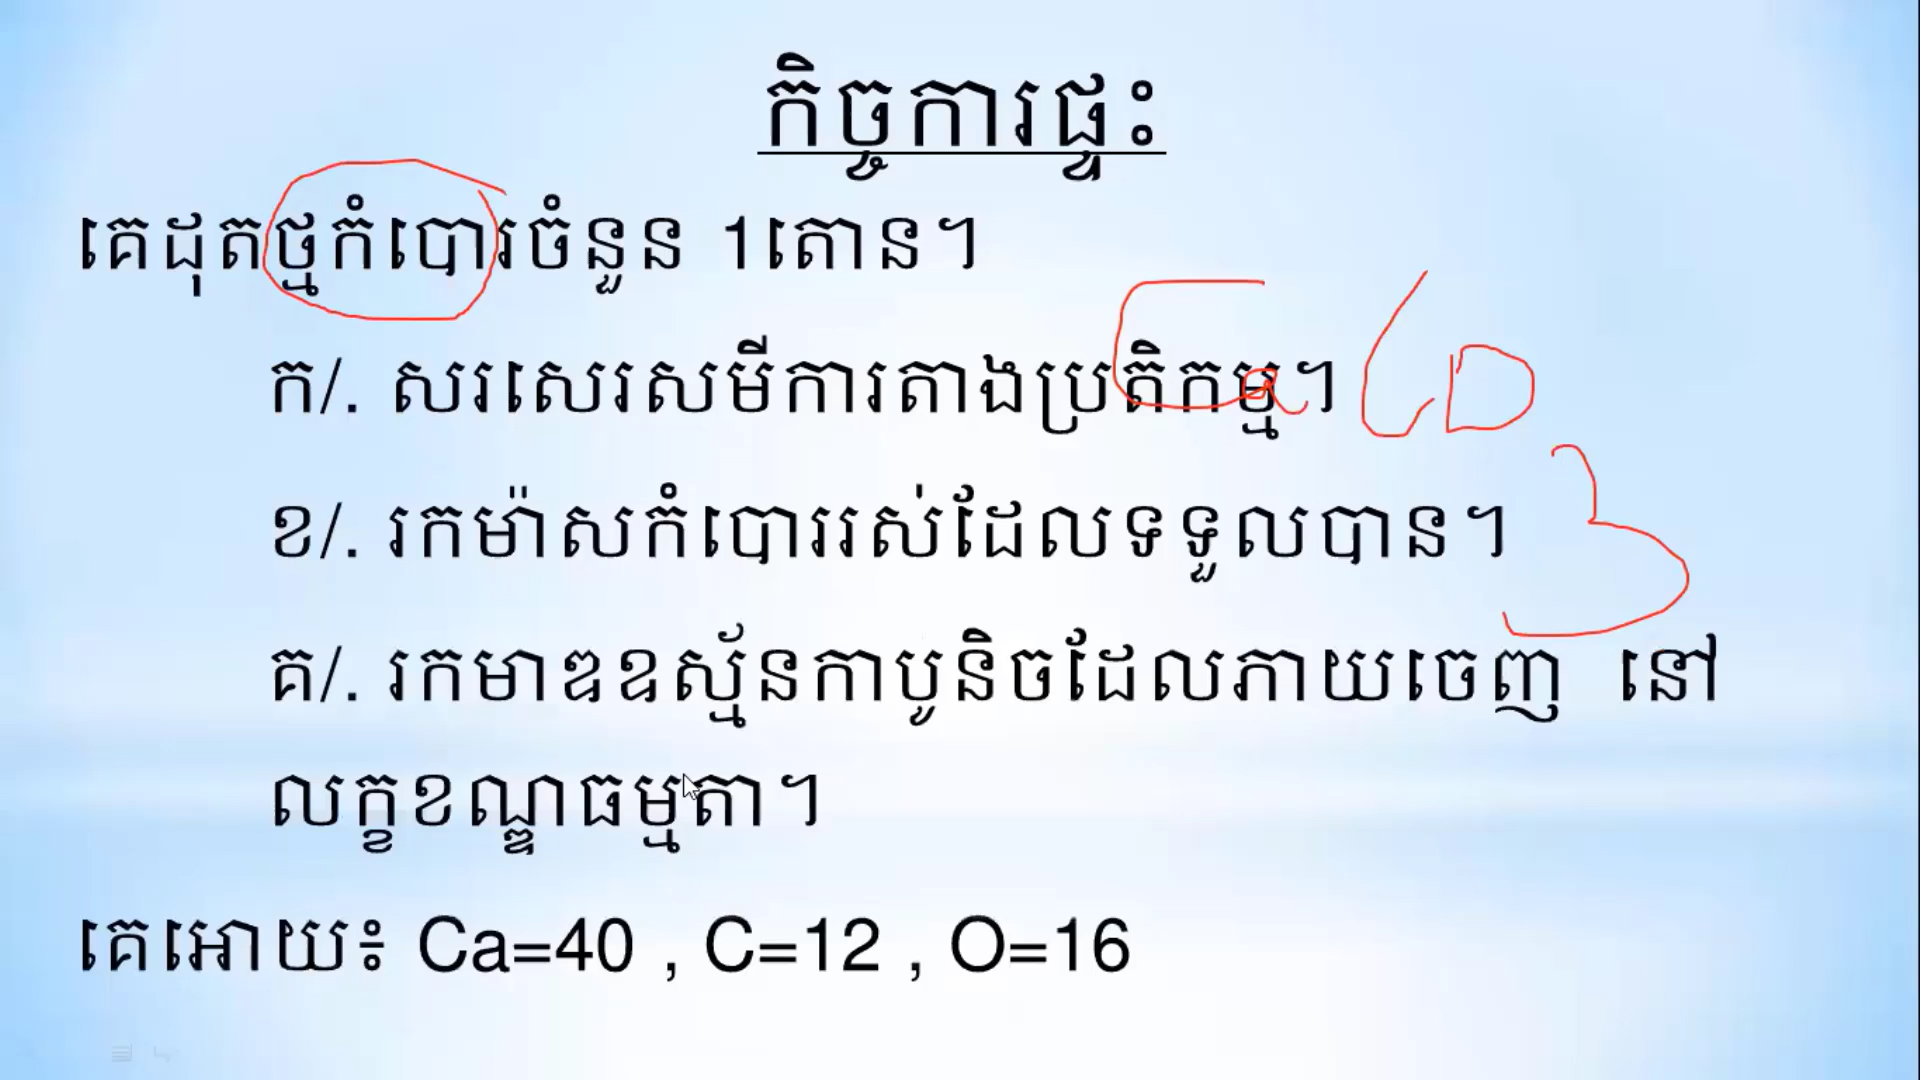 កិច្ចការផ្ទះ
គេដុតថ្មកំបោរចំនួន 1តោន។
ក/. សរសេរសមីការតាងប្រតិកម្ម។
ខ/. រកម៉ាសកំបោររស់ដែលទទួលបាន។
គ/. រកមាឌឧស្ម័នកាបូនិចដែលភាយចេញ នៅ
លក្ខខណ្ឌធម្មតា។
គេអោយ៖ Ca=40 , C=12 , O=16
Ca CO 3